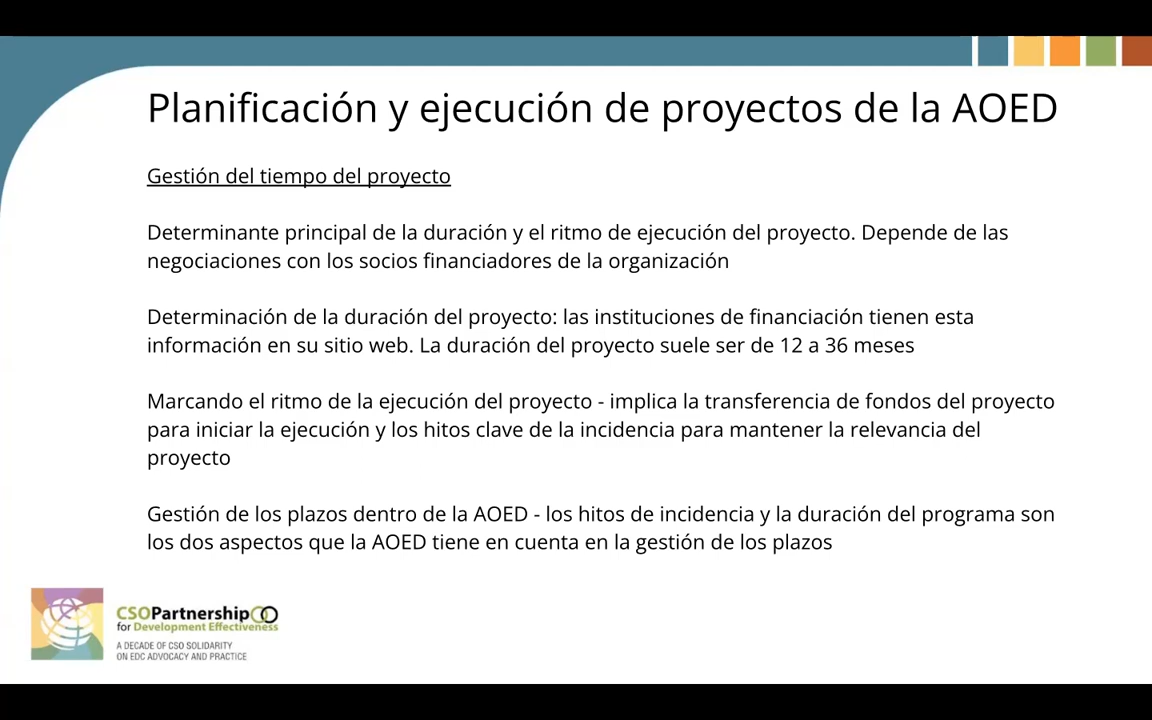 Planificación y ejecución de proyectos de la AOED
Gestión del tiempo del proyecto
Determinante principal de la duración y el ritmo de ejecución del proyecto. Depende de las
negociaciones con los socios financiadores de la organización
Determinación de la duración del proyecto: las instituciones de financiación tienen esta
información en su sitio web. La duración del proyecto suele ser de 12 a 36 meses
Marcando el ritmo de la ejecución del proyecto - implica la transferencia de fondos del proyecto
para iniciar la ejecución y los hitos clave de la incidencia para mantener la relevancia del
proyecto
Gestión de los plazos dentro de la AOED - los hitos de incidencia y la duración del programa son
los dos aspectos que la AOED tiene en cuenta en la gestión de los plazos
CSOPartnership
for Development Effectiveness
A DECADE OF CSO SOLIDARITY
ON EDC ADVOCACY AND PRACTICE